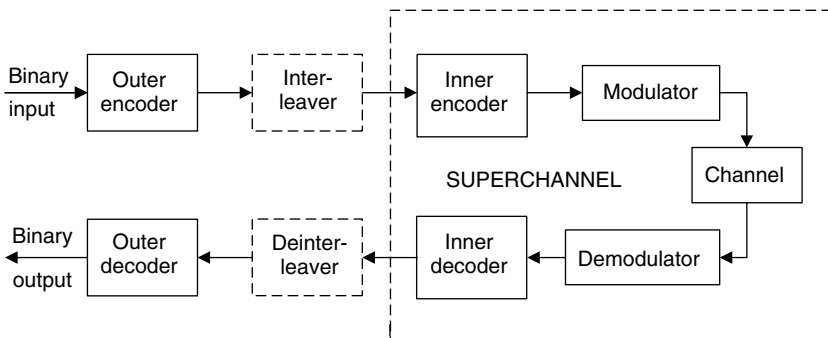 Binary
input
Outer
encoder
Inter-
leaver
Inner
encoder
Modulator
Channel
SUPERCHANNEL
Binary
output
Outer
decoder
Deinter-
leaver
Inner
decoder
Demodulator